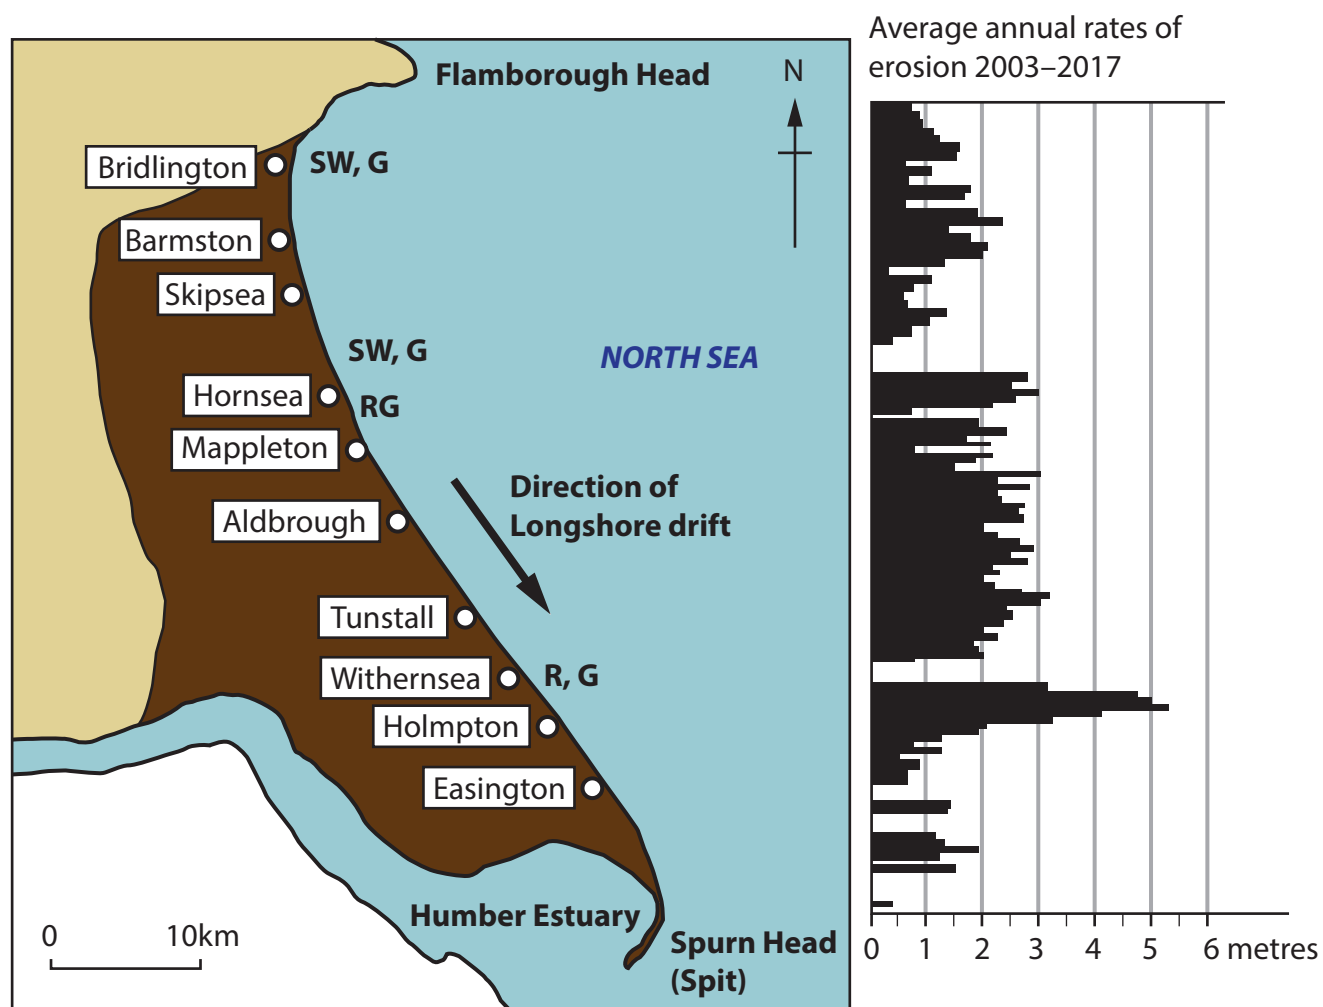 Average annual rates of
erosion 2003–2017
Flamborough Head
N
Bridlington
SW, G
Barmston
Skipsea
SW, G
NORTH SEA
Hornsea
RG
Mappleton
Direction of
Longshore drift
Aldbrough
Tunstall
Withernsea
R, G
Holmpton
Easington
Humber Estuary
Spurn Head
(Spit)
0 10km
0 1 2 3 4 5 6 metres